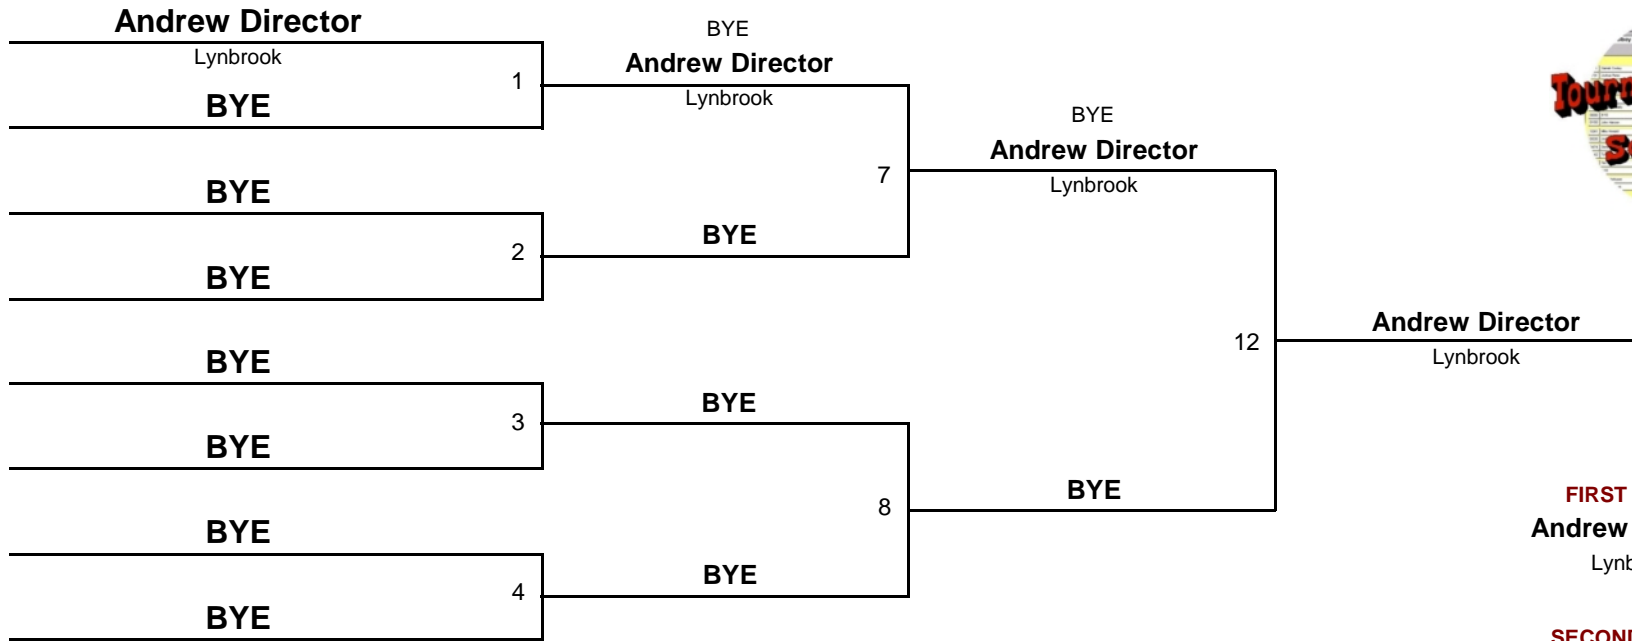 Andrew Director
Lynbrook
1
BYE
BYE
2
BYE
BYE
3
BYE
BYE
4
BYE
BYE
Andrew Director
Lynbrook
7
BYE
BYE
8
BYE
BYE
Andrew Director
Lynbrook
12
BYE
Andrew Director
Lynbrook
FIRST
Andrew
SECOND